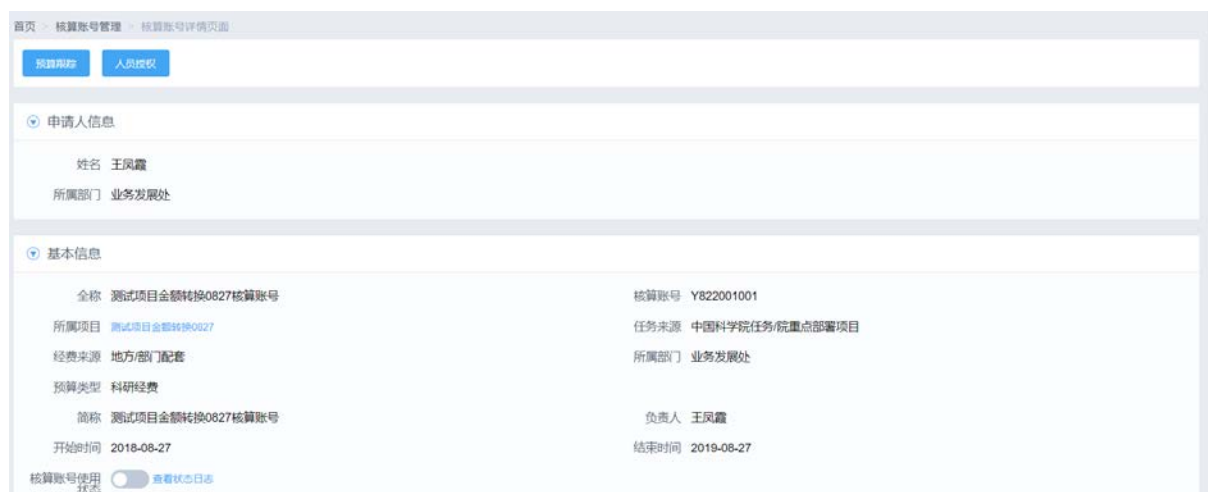 首页 > 核算账号管理 > 核算账号详情页面
预算跟踪 人员授权
申请人信息
姓名 王凤霞
所属部门 业务发展处
基本信息
全称 测试项目金额转换0827核算账号 核算账号 Y822001001
所属项目 测试项目金额转换0827 任务来源 中国科学院任务/院重点部署项目
经费来源 地方/部门配套 所属部门 业务发展处
预算类型 科研经费
简称 测试项目金额转换0827核算账号 负责人 王凤霞
开始时间 2018-08-27 结束时间 2019-08-27
核算账号使用 查看状态日志
状态